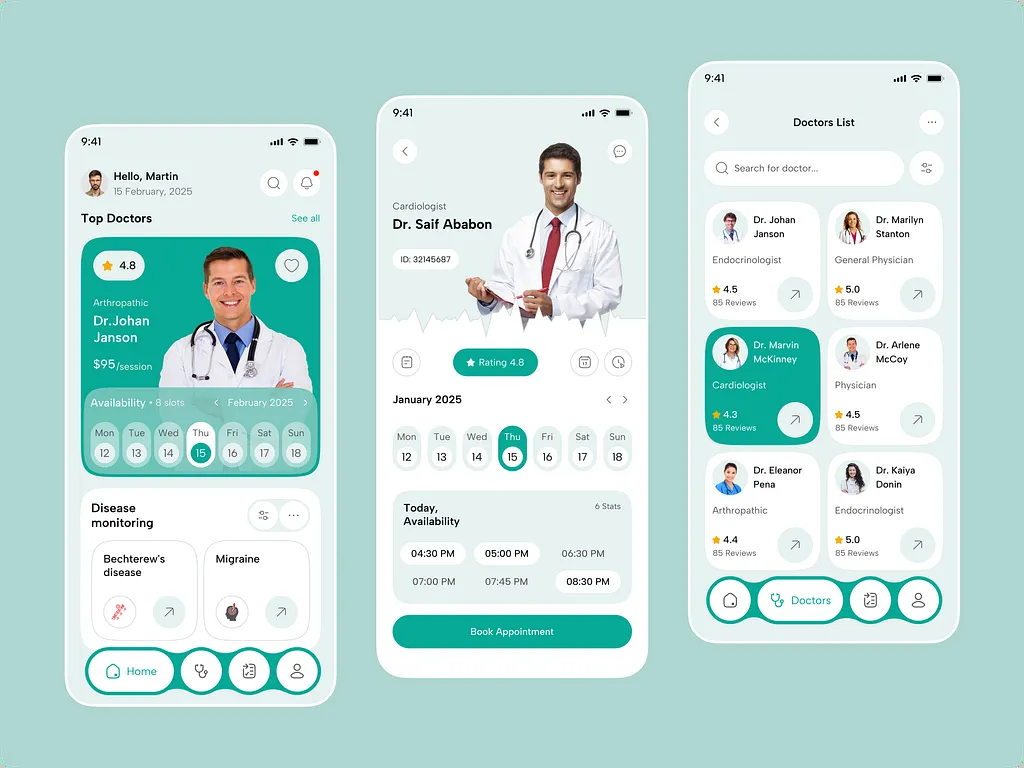 9:41
Hello, Martin
15 February, 2025
Top Doctors
See all
4.8
Arthropathic
Dr.Johan
Janson
$95/session
Availability • 8 slots
February 2025
Mon Tue Wed Thu Fri Sat Sun
12 13 14 15 16 17 18
Disease
monitoring
Bechterew's
disease
Migraine
Home
9:41
Cardiologist
Dr. Saif Ababon
ID: 32145687
Rating 4.8
January 2025
Mon Tue Wed Thu Fri Sat Sun
12 13 14 15 16 17 18
Today,
Availability
6 Stats
04:30 PM 05:00 PM 06:30 PM
07:00 PM 07:45 PM 08:30 PM
Book Appointment
9:41
Doctors List
Search for doctor...
Dr. Johan
Janson
Endocrinologist
4.5
85 Reviews
Dr. Marilyn
Stanton
General Physician
5.0
85 Reviews
Dr. Marvin
McKinney
Cardiologist
4.3
85 Reviews
Dr. Arlene
McCoy
Physician
4.5
85 Reviews
Dr. Eleanor
Pena
Arthropathic
4.4
85 Reviews
Dr. Kaiya
Donin
Endocrinologist
5.0
85 Reviews
Doctors